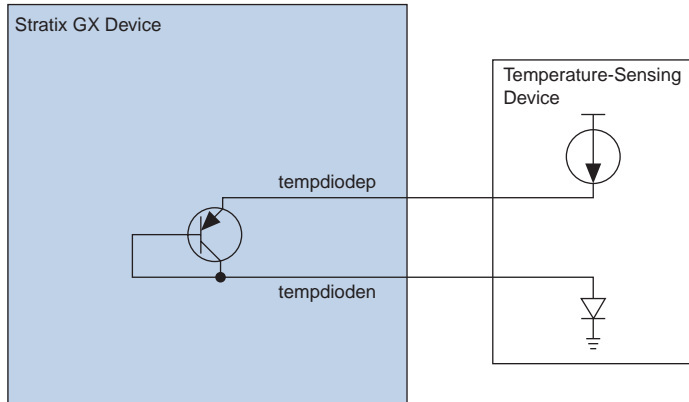 Stratix GX Device
Temperature-Sensing
Device
tempdiodep
tempdioden